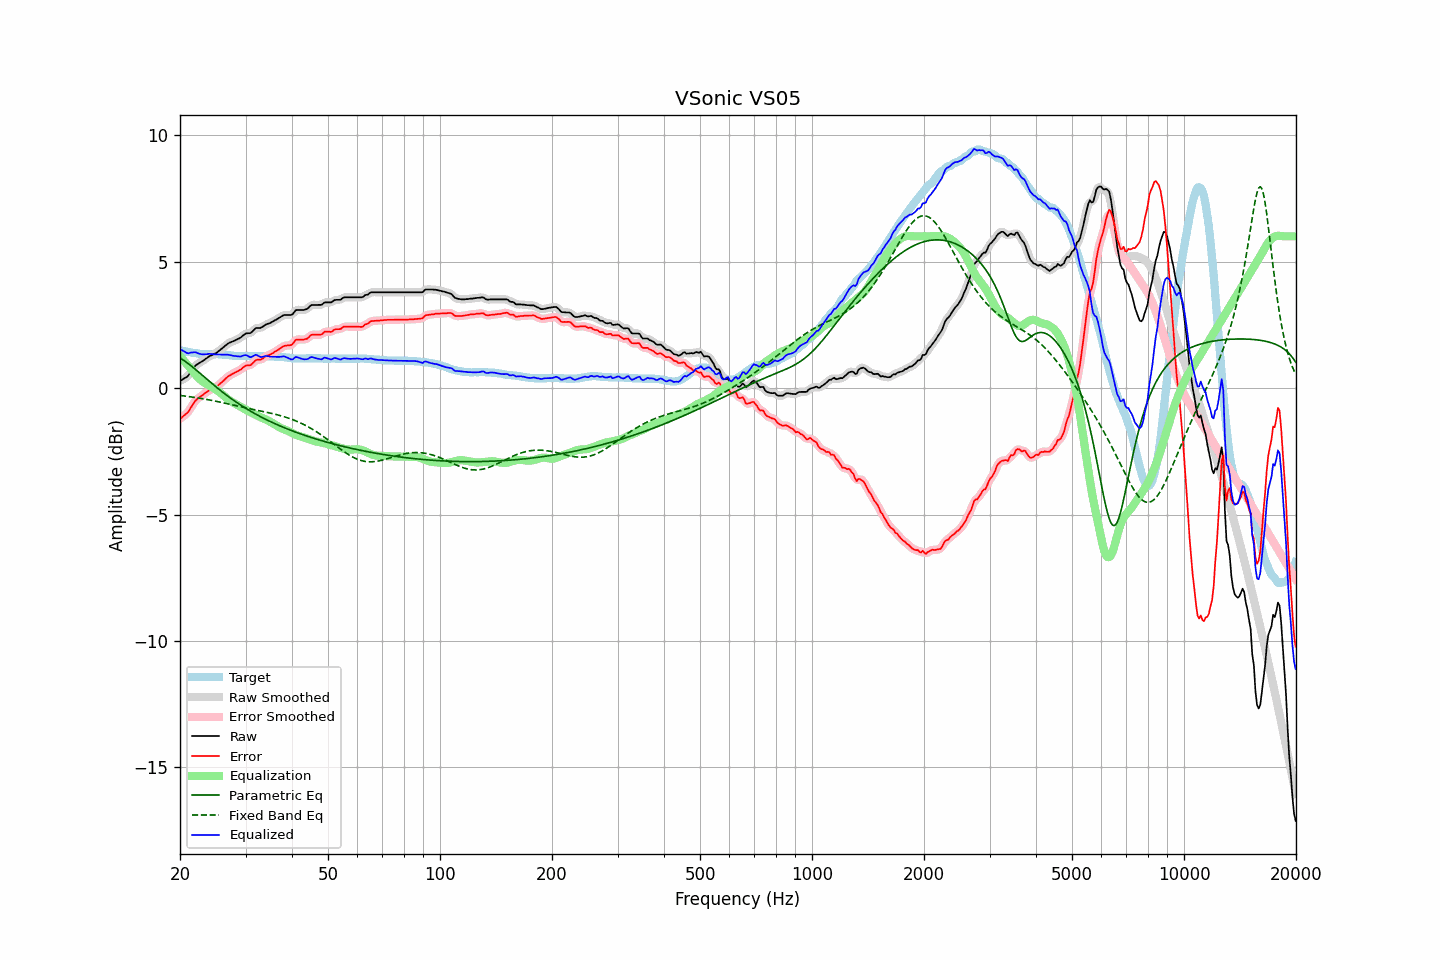 VSonic VS05
Amplitude (dBr)
10
5
0
−5
−10
−15
Target
Raw Smoothed
Error Smoothed
Raw
Error
Equalization
Parametric Eq
Fixed Band Eq
Equalized
20
50
100
200
500
1000
2000
5000
10000
20000
Frequency (Hz)